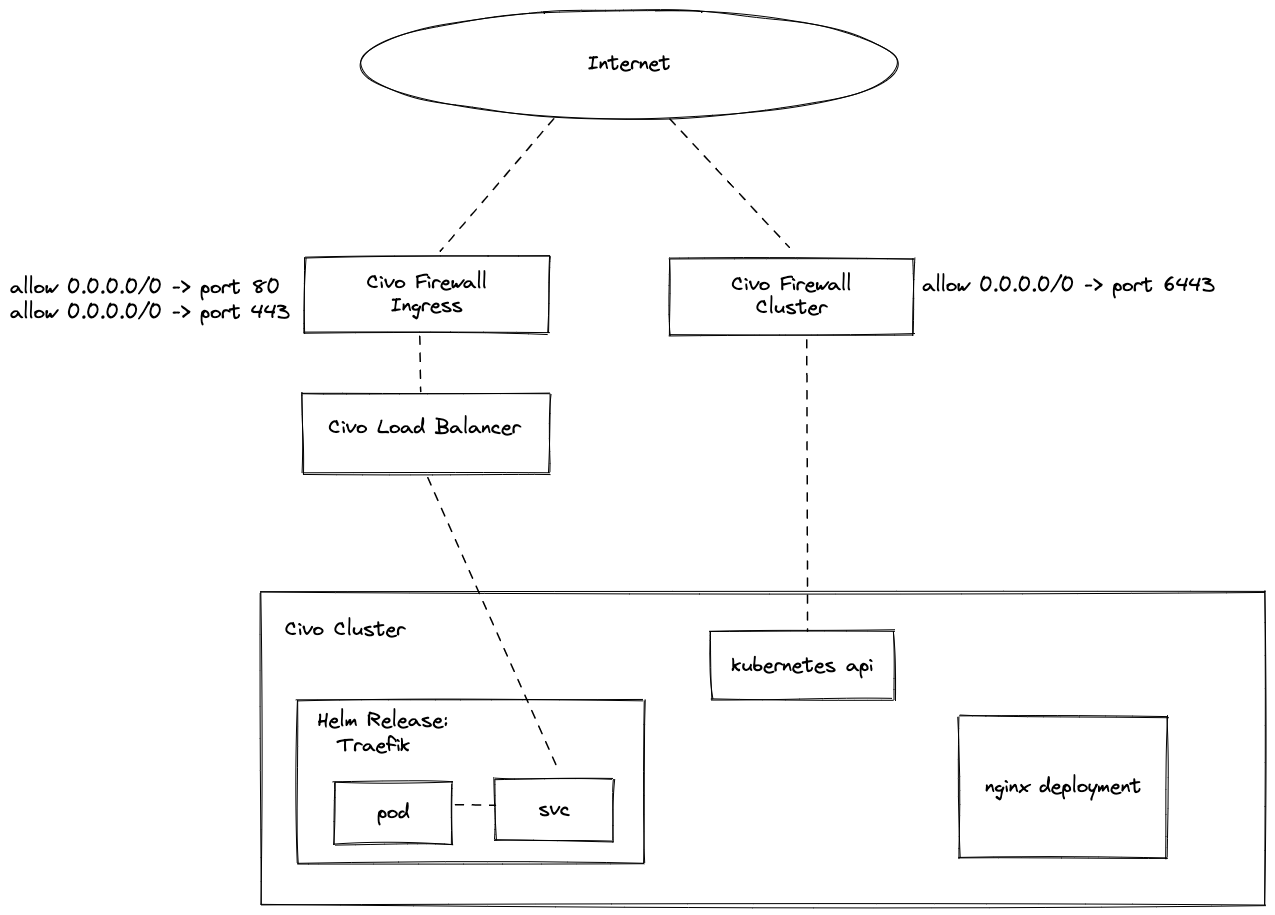 Internet
allow 0.0.0.0/0 -> port 80
allow 0.0.0.0/0 -> port 443
Civo Firewall
Ingress
Civo Firewall
Cluster
allow 0.0.0.0/0 -> port 6443
Civo Load Balancer
Civo Cluster
kubernetes api
Helm Release:
Traefik
pod
svc
nginx deployment